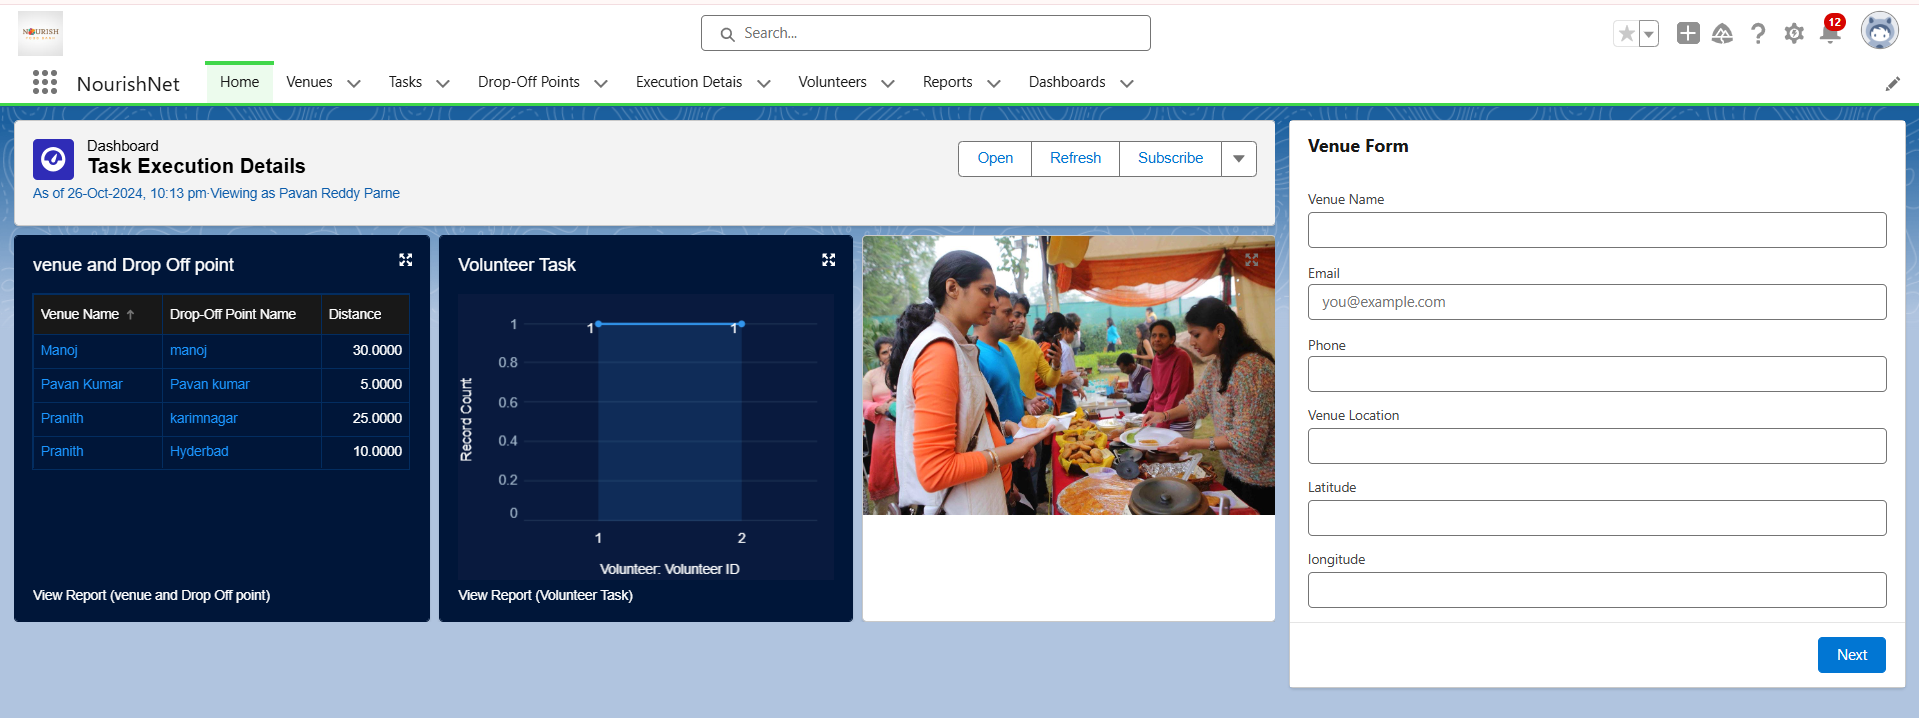 NOURISH
Search...
12
NourishNet
Home
Venues
Tasks
Drop-Off Points
Execution Detais
Volunteers
Reports
Dashboards
Dashboard
Task Execution Details
As of 26-Oct-2024, 10:13 pm·Viewing as Pavan Reddy Parne
Open
Refresh
Subscribe
venue and Drop Off point
Venue Name Drop-Off Point Name Distance
Manoj manoj 30.0000
Pavan Kumar Pavan kumar 5.0000
Pranith karimnagar 25.0000
Pranith Hyderbad 10.0000
View Report (venue and Drop Off point)
Volunteer Task
Record Count
1
0.8
0.6
0.4
0.2
0
1 1
1 2
Volunteer: Volunteer ID
View Report (Volunteer Task)
Venue Form
Venue Name
Email
you@example.com
Phone
Venue Location
Latitude
longitude
Next